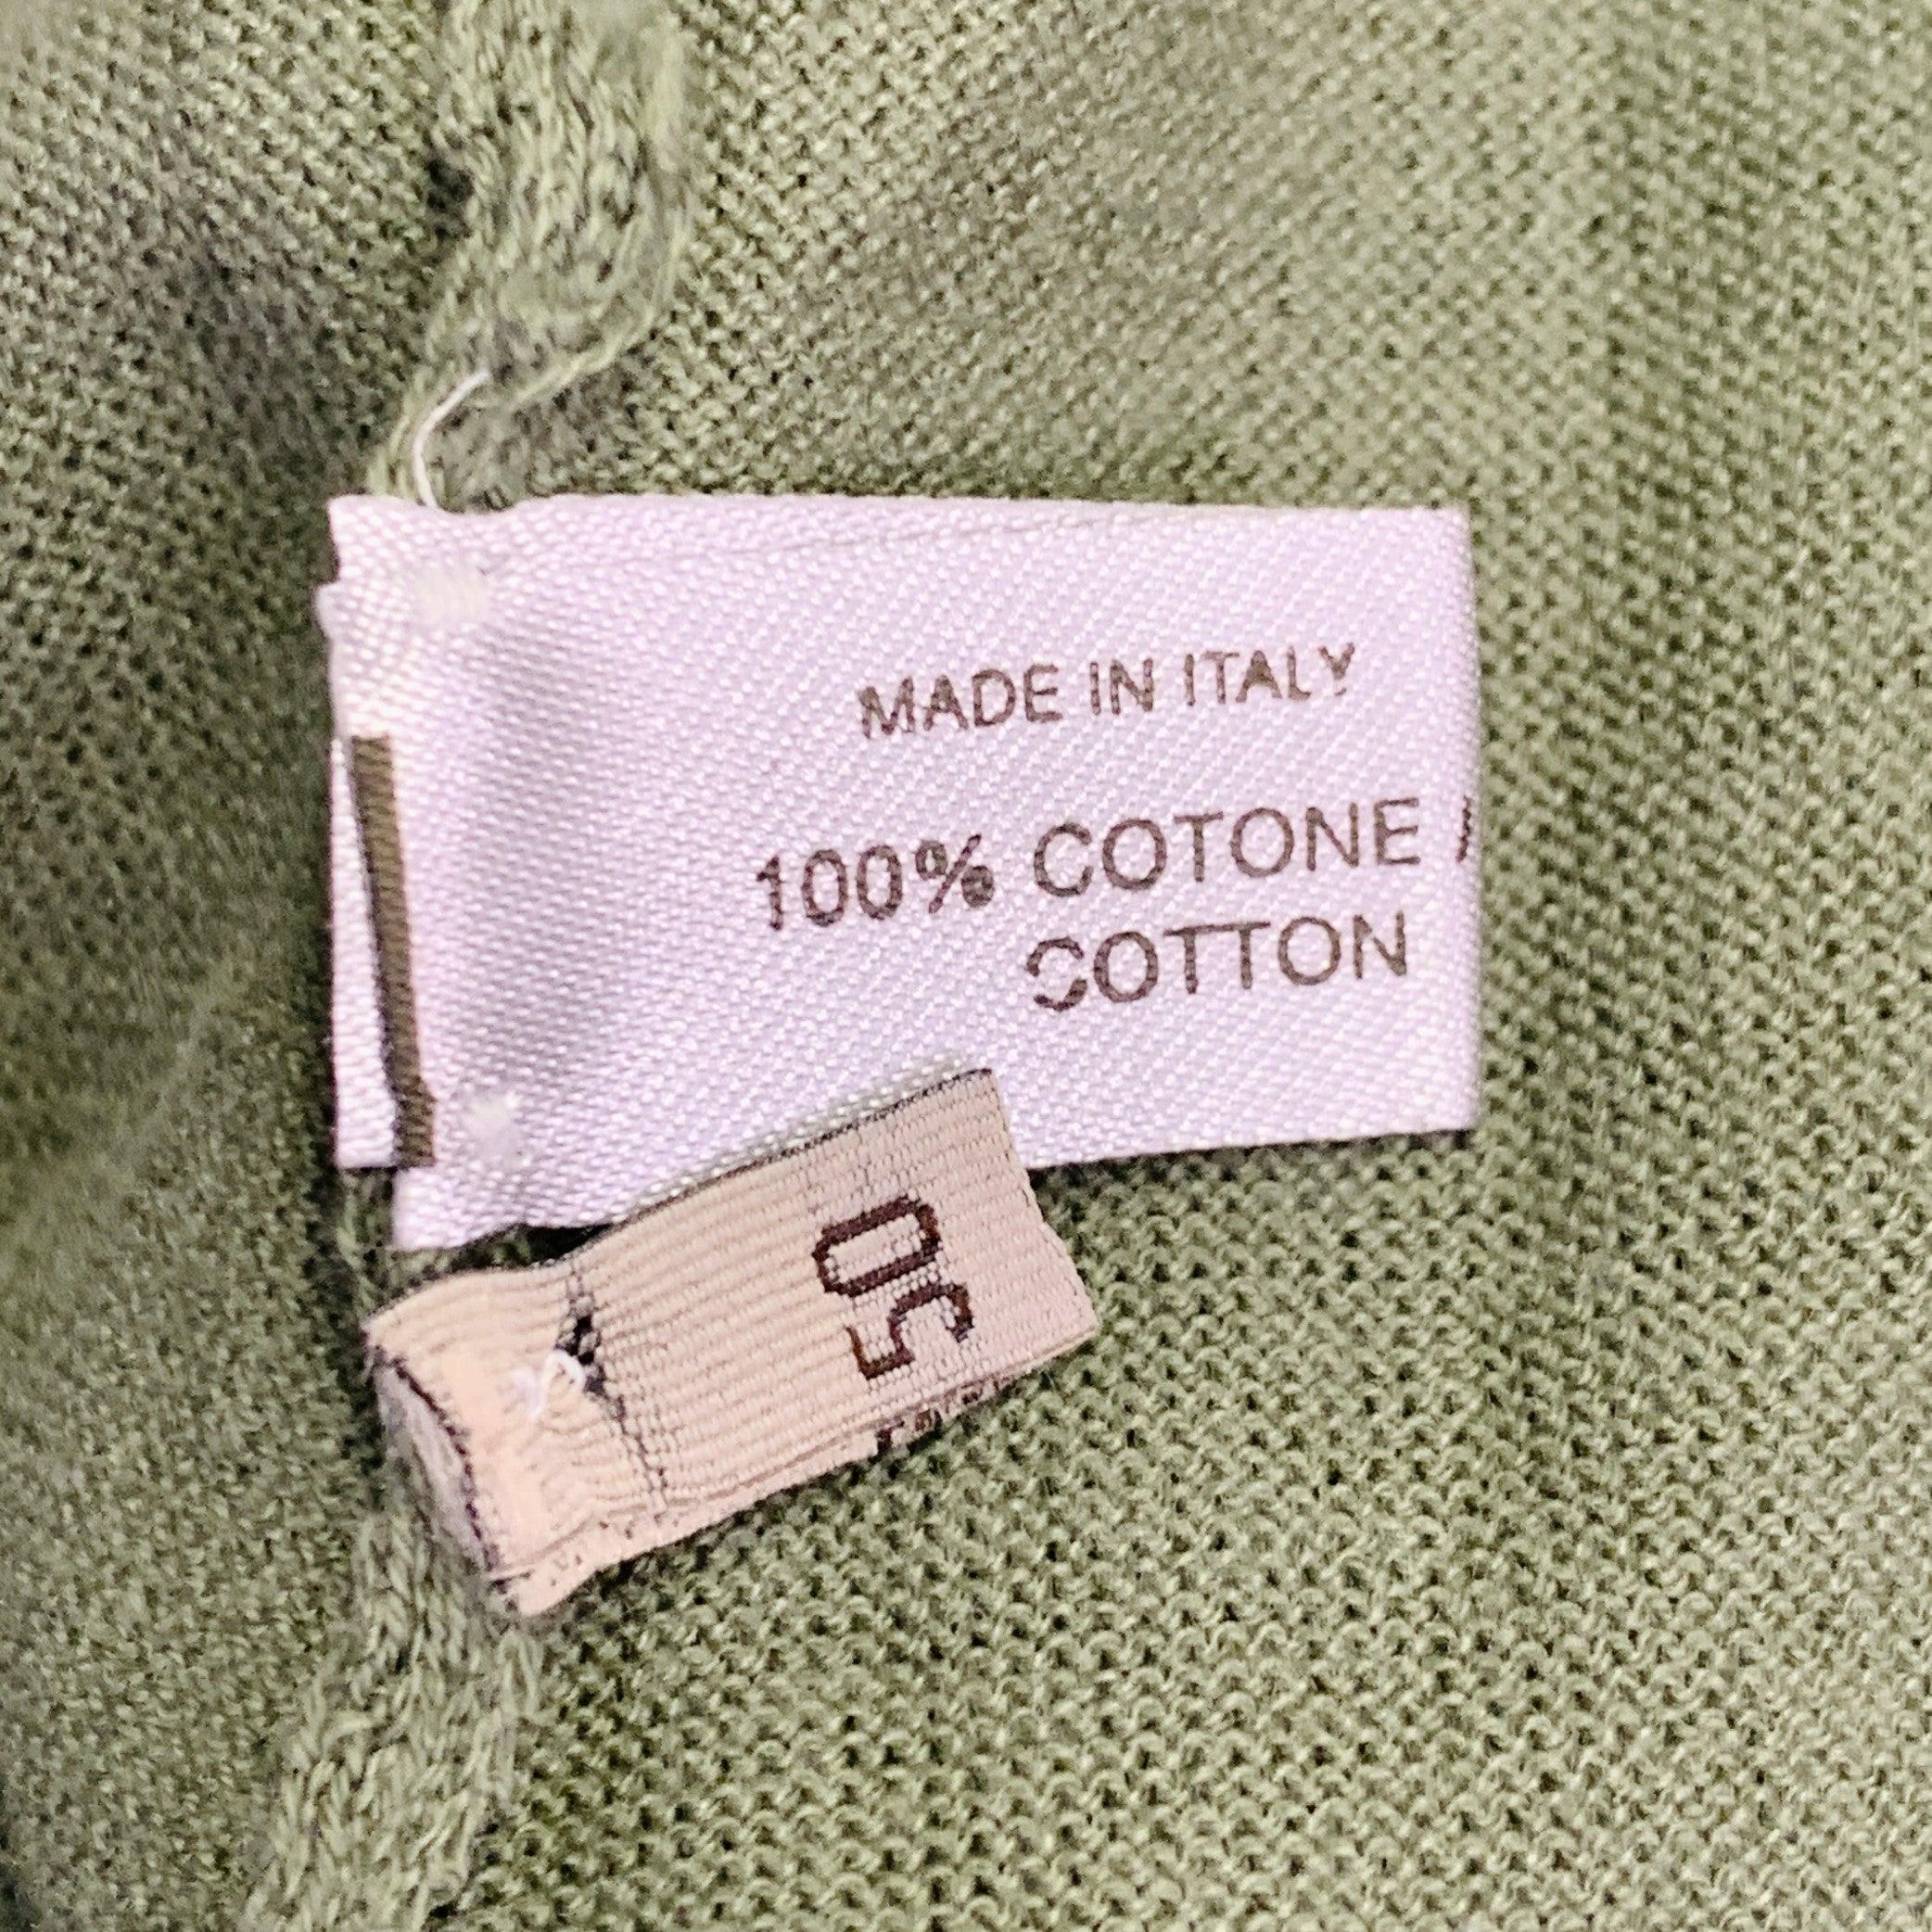 MADE IN ITALY
100% COTONE /
COTTON
50